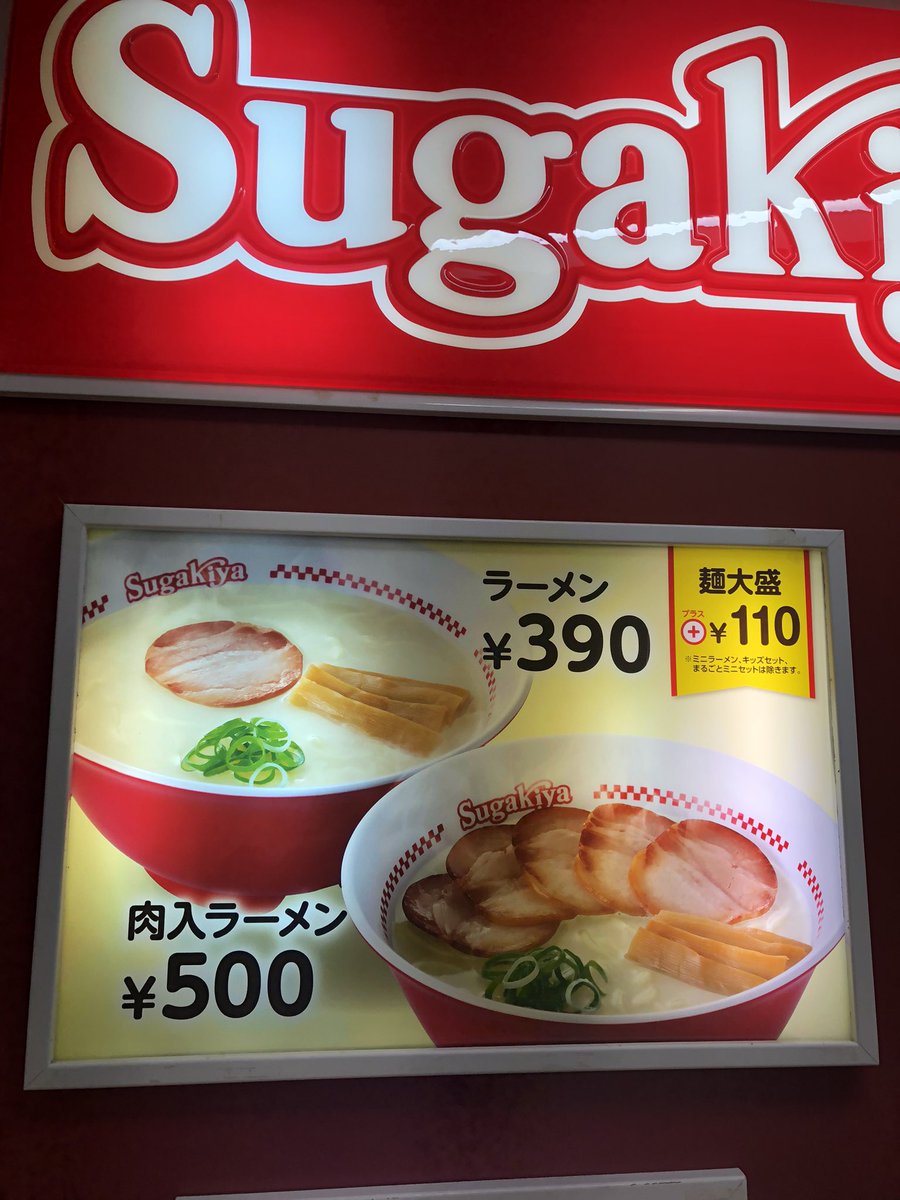 Sugaki
Sugakiya
ラーメン
¥390
麺大盛
プラス
+ ¥110
※ミニラーメン、キッズセット、
まるごとミニセットは除きます。
Sugakiya
肉入ラーメン
¥500